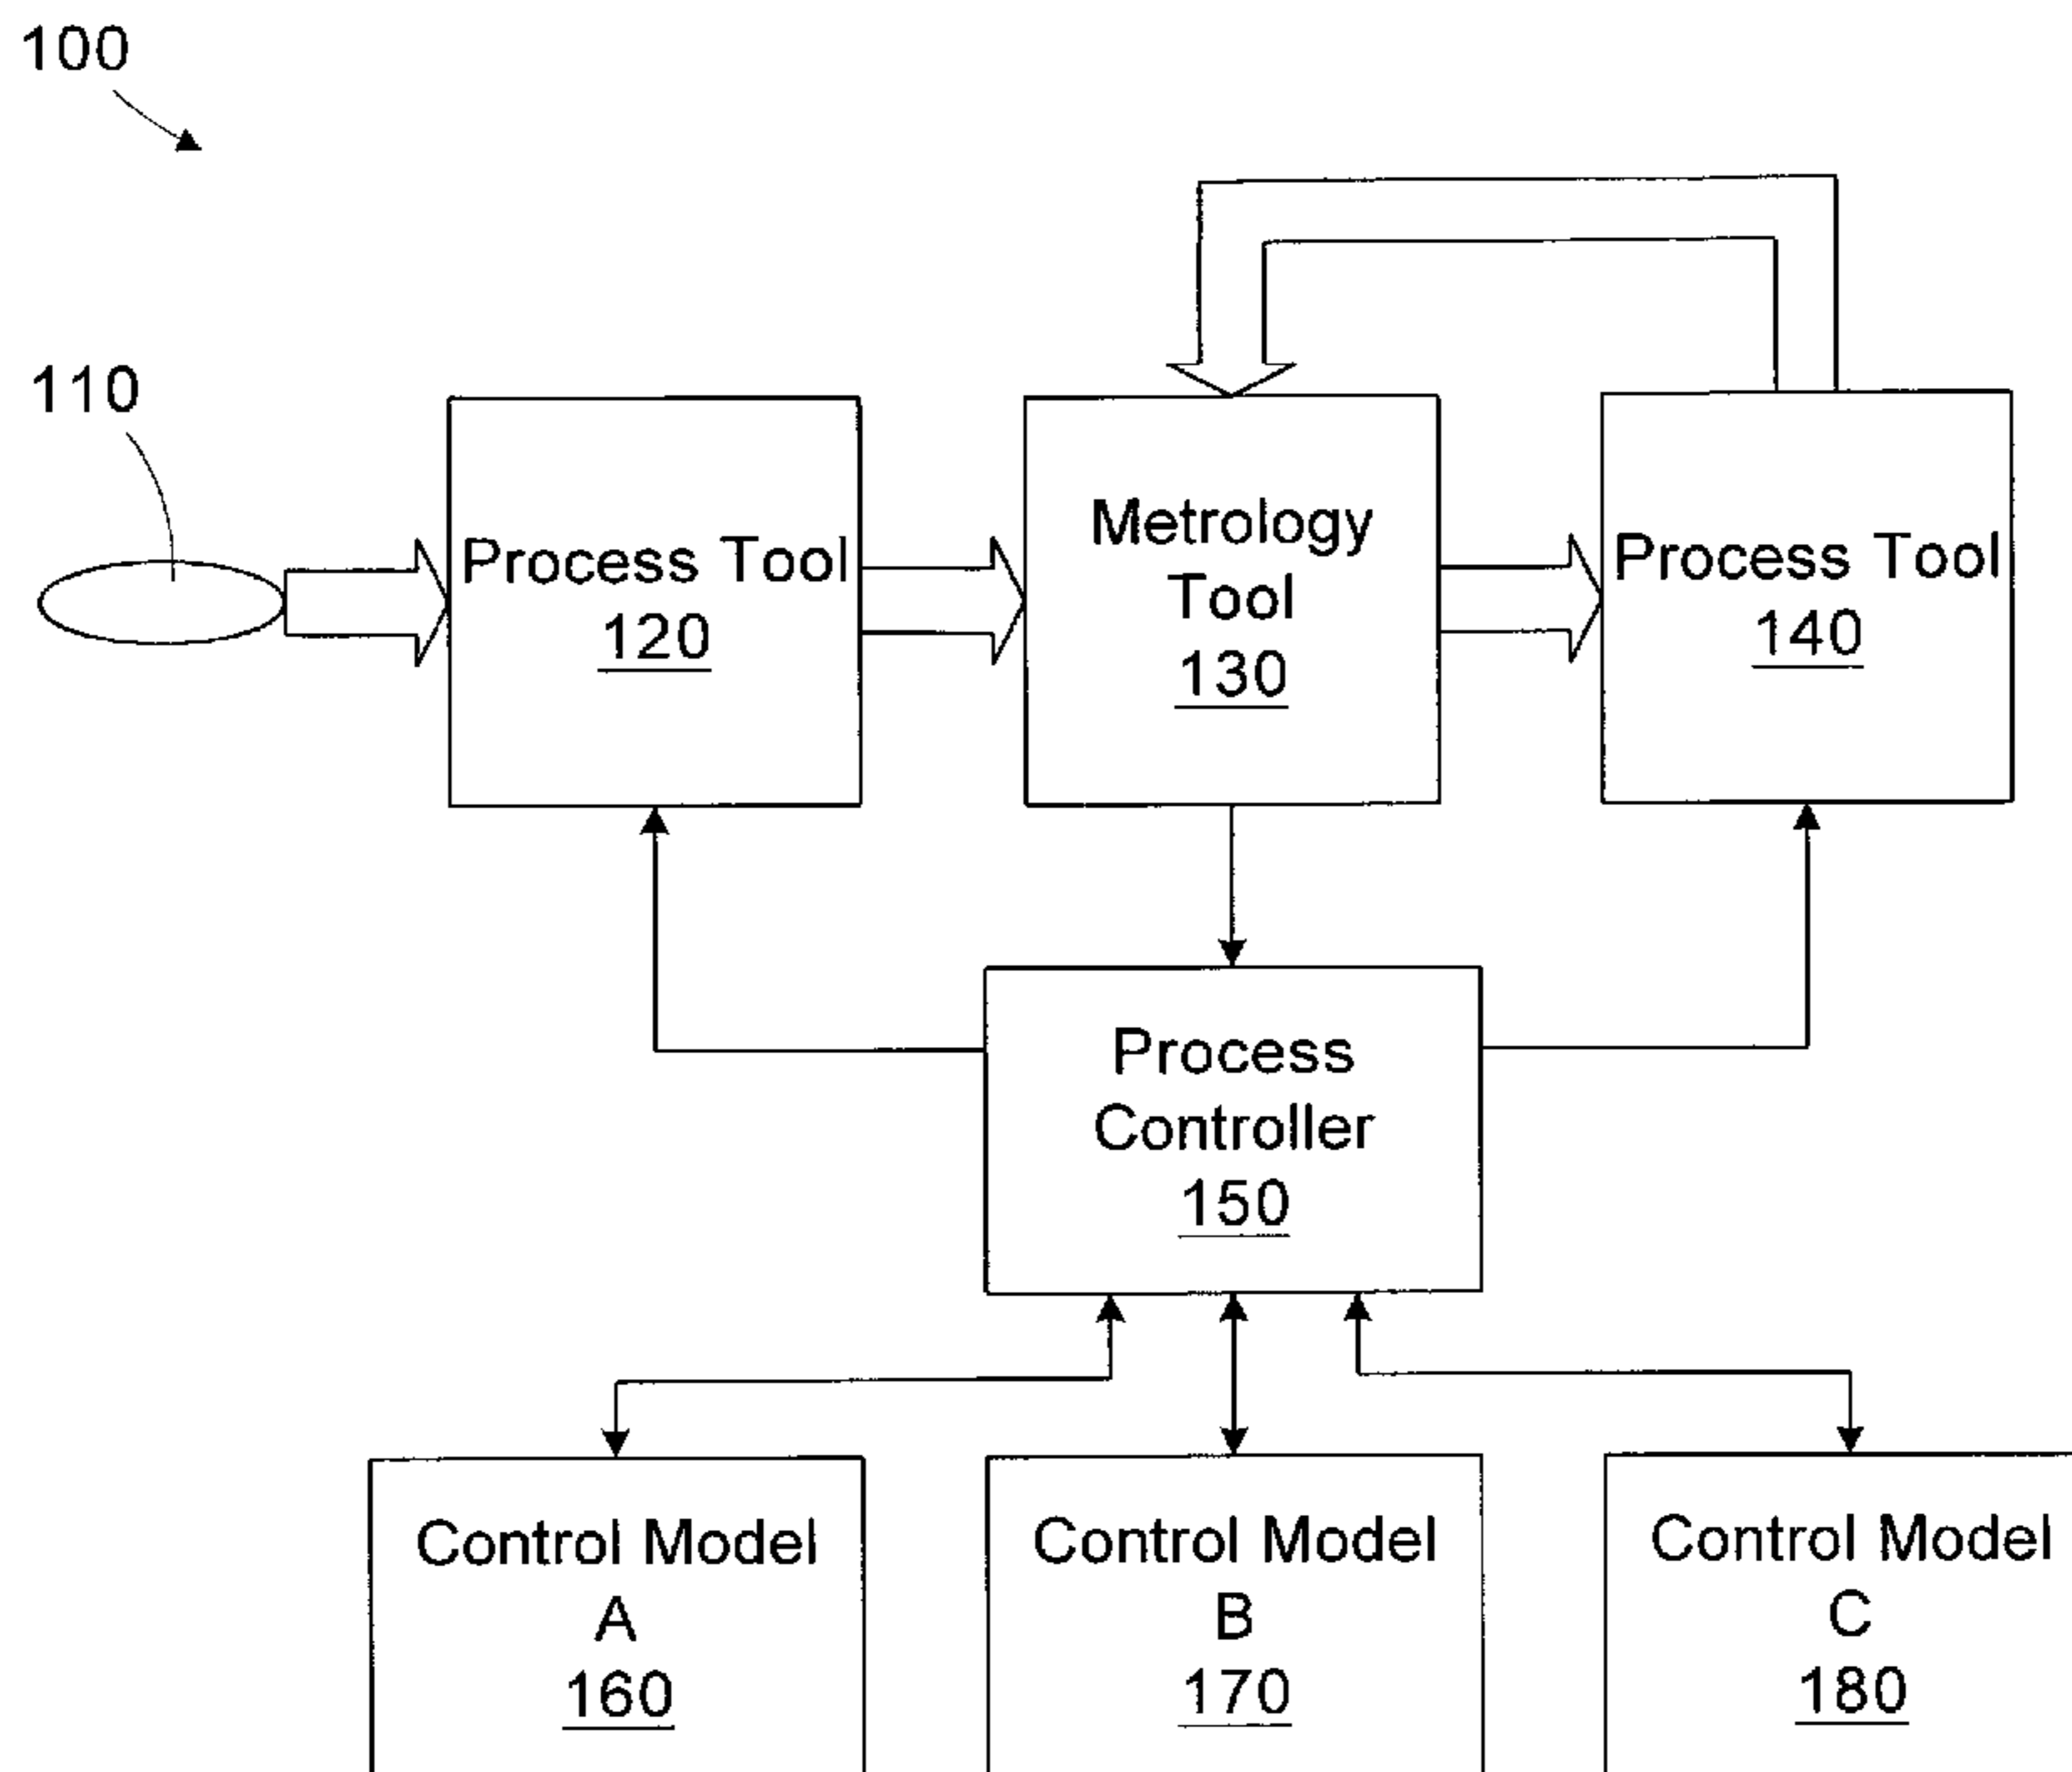 100
110
Process Tool
120
Metrology
Tool
130
Process Tool
140
Process
Controller
150
Control Model
A
160
Control Model
B
170
Control Model
C
180